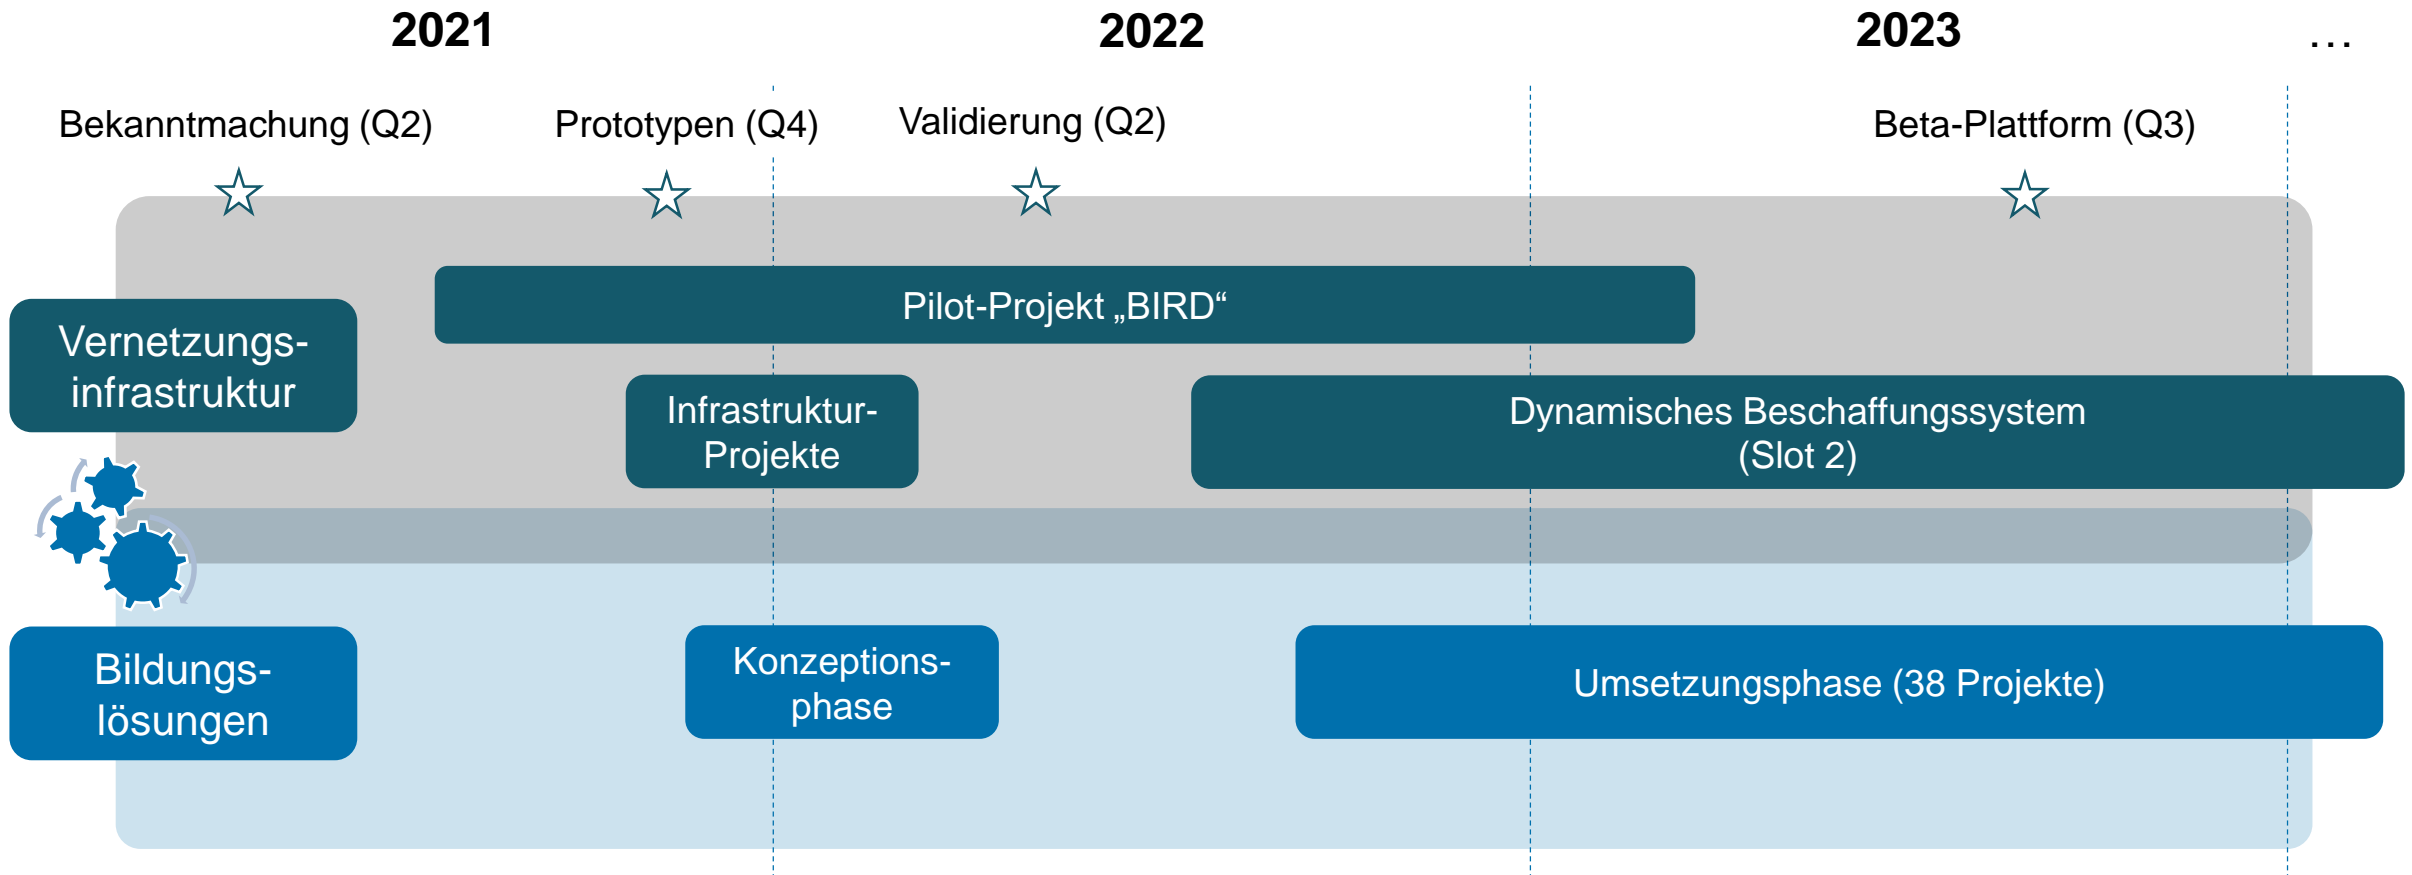 2021
2022
2023
…
Bekanntmachung (Q2)
Prototypen (Q4)
Validierung (Q2)
Beta-Plattform (Q3)
Pilot-Projekt „BIRD“
Vernetzungs-
infrastruktur
Infrastruktur-
Projekte
Dynamisches Beschaffungssystem
(Slot 2)
Bildungs-
lösungen
Konzeptions-
phase
Umsetzungsphase (38 Projekte)